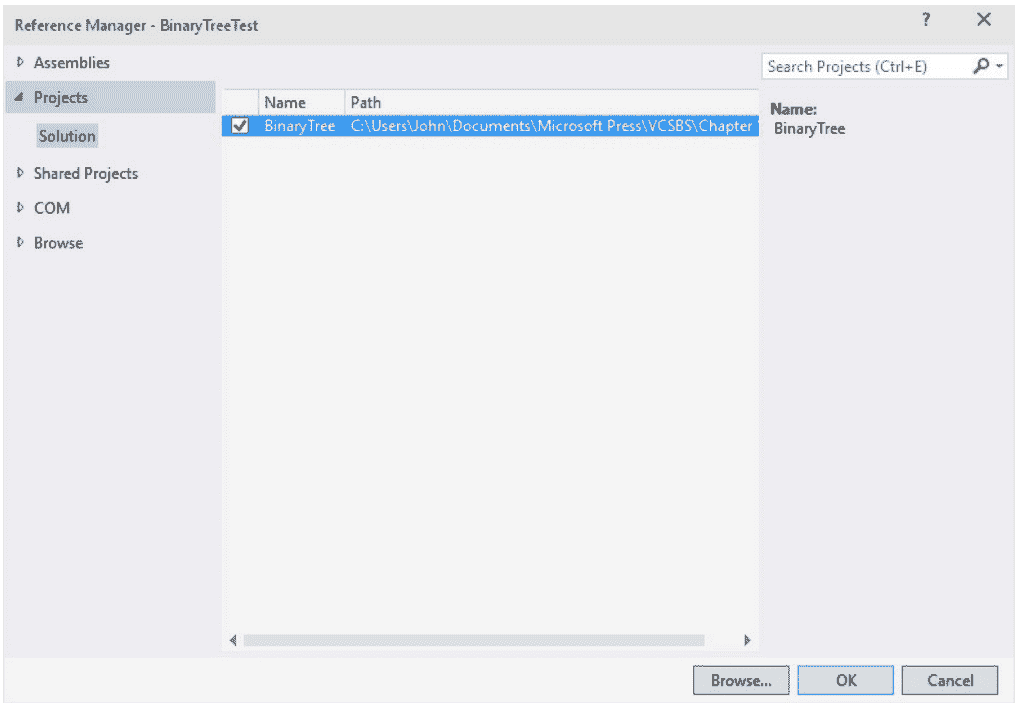 Reference Manager - BinaryTreeTest
?
Assemblies
Search Projects (Ctrl+E)
Projects
Name Path
Name:
BinaryTree C:\Users\John\Documents\Microsoft Press\VCSBS\Chapter
BinaryTree
Solution
Shared Projects
COM
Browse
Browse... OK Cancel